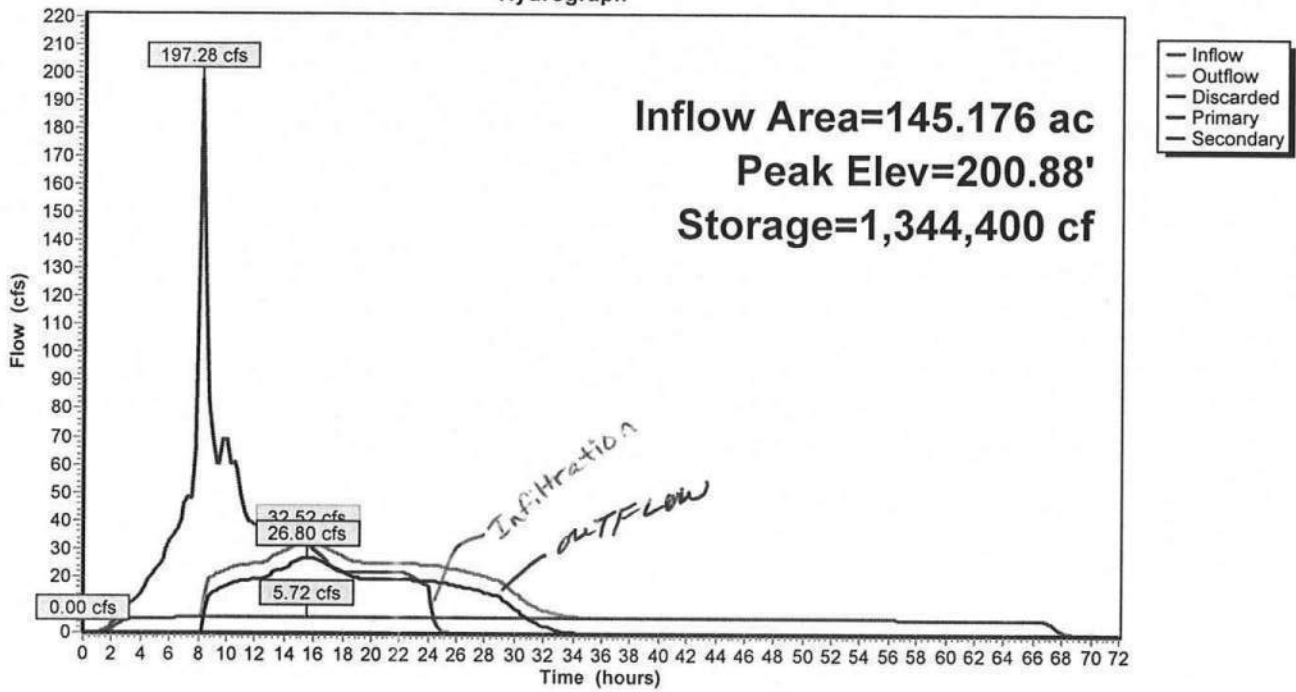 220
210
200
190
180
170
160
150
140
130
120
110
100
90
80
70
60
50
40
30
20
10
0
Flow (cfs)
197.28 cfs
Inflow Area=145.176 ac
Peak Elev=200.88'
Storage=1,344,400 cf
Inflow
Outflow
Discarded
Primary
Secondary
Infiltration
OUTFLOW
32.52 cfs
26.80 cfs
5.72 cfs
0.00 cfs
0 2 4 6 8 10 12 14 16 18 20 22 24 26 28 30 32 34 36 38 40 42 44 46 48 50 52 54 56 58 60 62 64 66 68 70 72
Time (hours)